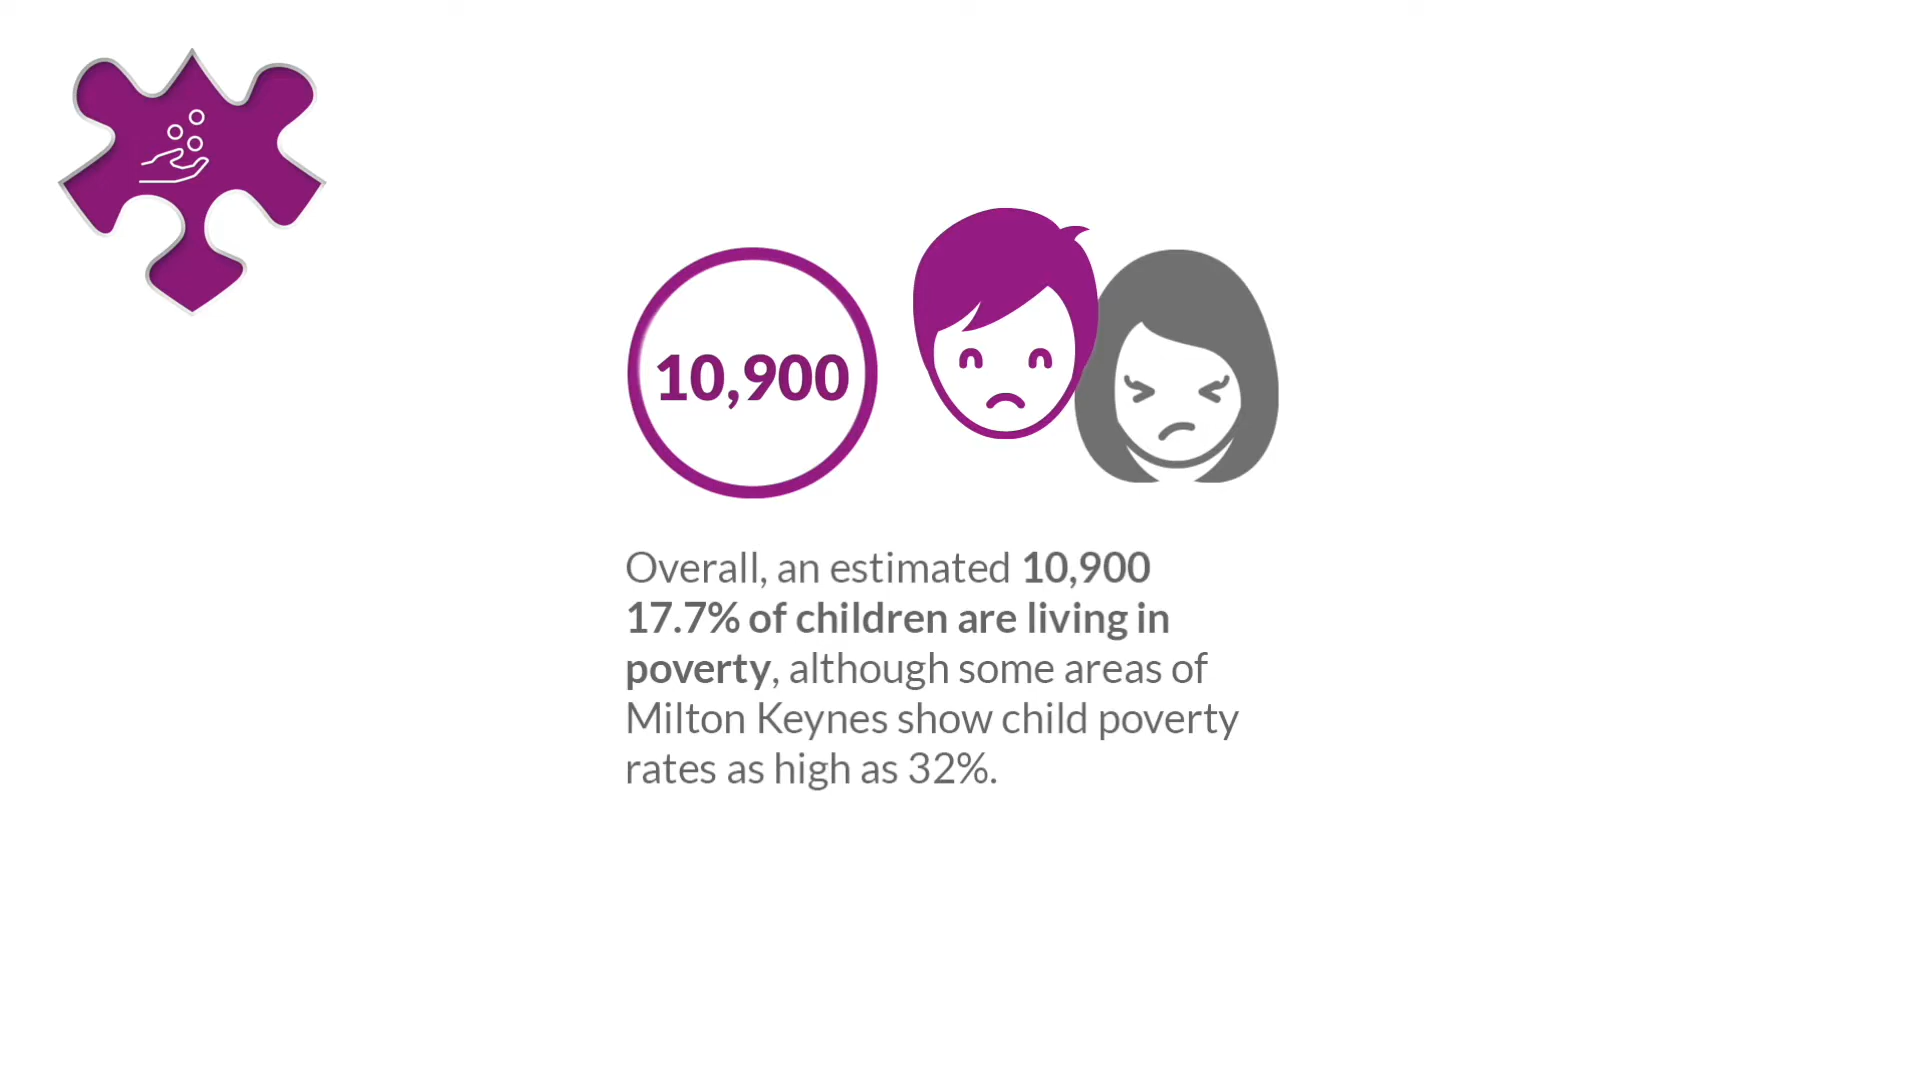 10,900
Overall, an estimated 10,900
17.7% of children are living in
poverty, although some areas of
Milton Keynes show child poverty
rates as high as 32%.